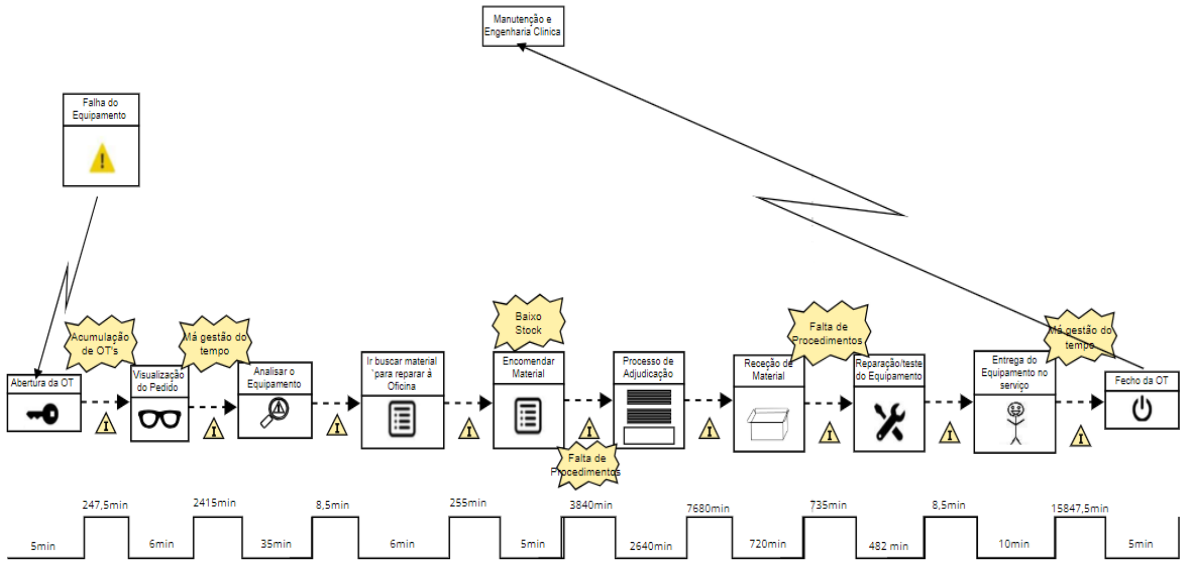 Manutenção e
Engenharia Clinica
Falha do
Equipamento
Acumulação
de OT's
Má gestão do
tempo
Baixo
Stock
Falta de
Procedimentos
Má gestão do
tempo
Abertura da OT
Visualização
do Pedido
Analisar o
Equipamento
Ir buscar material
`para reparar à
Oficina
Encomendar
Material
Processo de
Adjudicação
Receção de
Material
Reparação/teste
do Equipamento
Entrega do
Equipamento no
serviço
Fecho da OT
I
I
I
I
I
I
I
I
I
Falta de
Procedimentos
247,5min
2415min
8,5min
255min
3840min
7680min
735min
8,5min
15847,5min
5min
6min
35min
6min
5min
2640min
720min
482 min
10min
5min